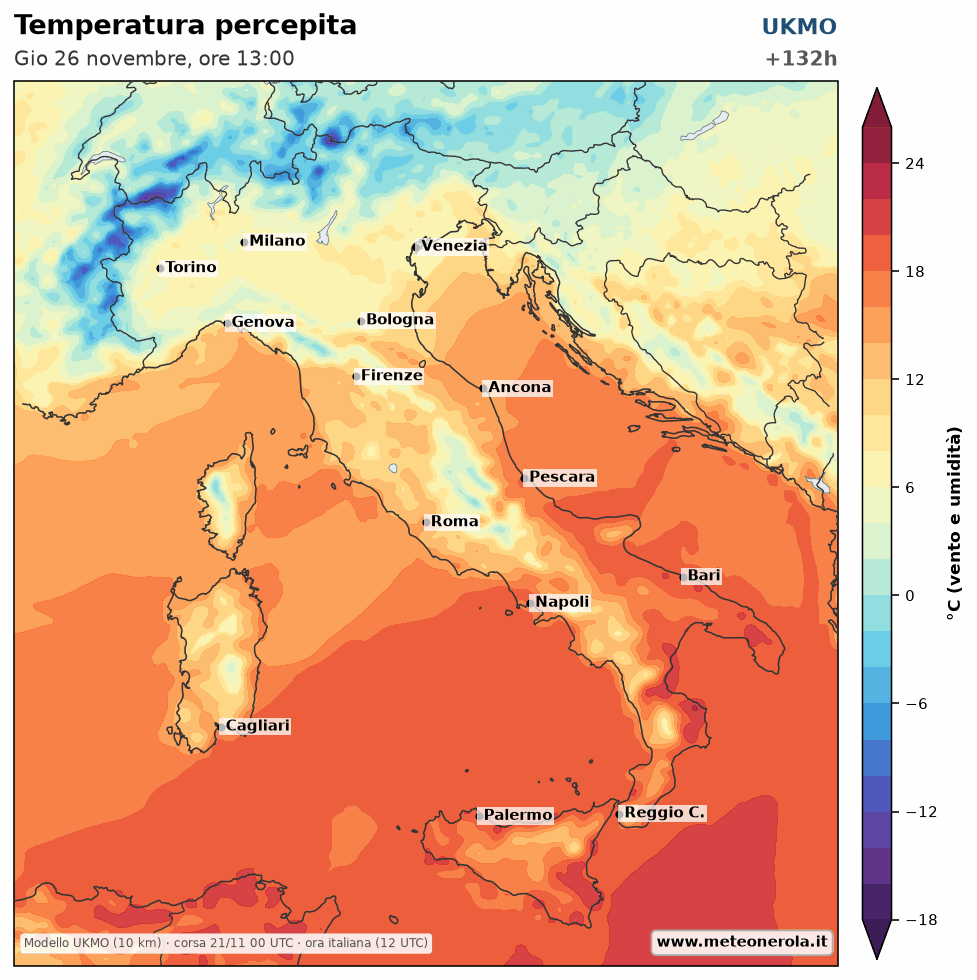 Temperatura percepita
UKMO
Gio 26 novembre, ore 13:00
+132h
24
18
12
6
0
−6
−12
−18
°C (vento e umidità)
Milano
Venezia
Torino
Genova
Bologna
Firenze
Ancona
Pescara
Roma
Bari
Napoli
Cagliari
Palermo
Reggio C.
Modello UKMO (10 km) · corsa 21/11 00 UTC · ora italiana (12 UTC)
www.meteonerola.it